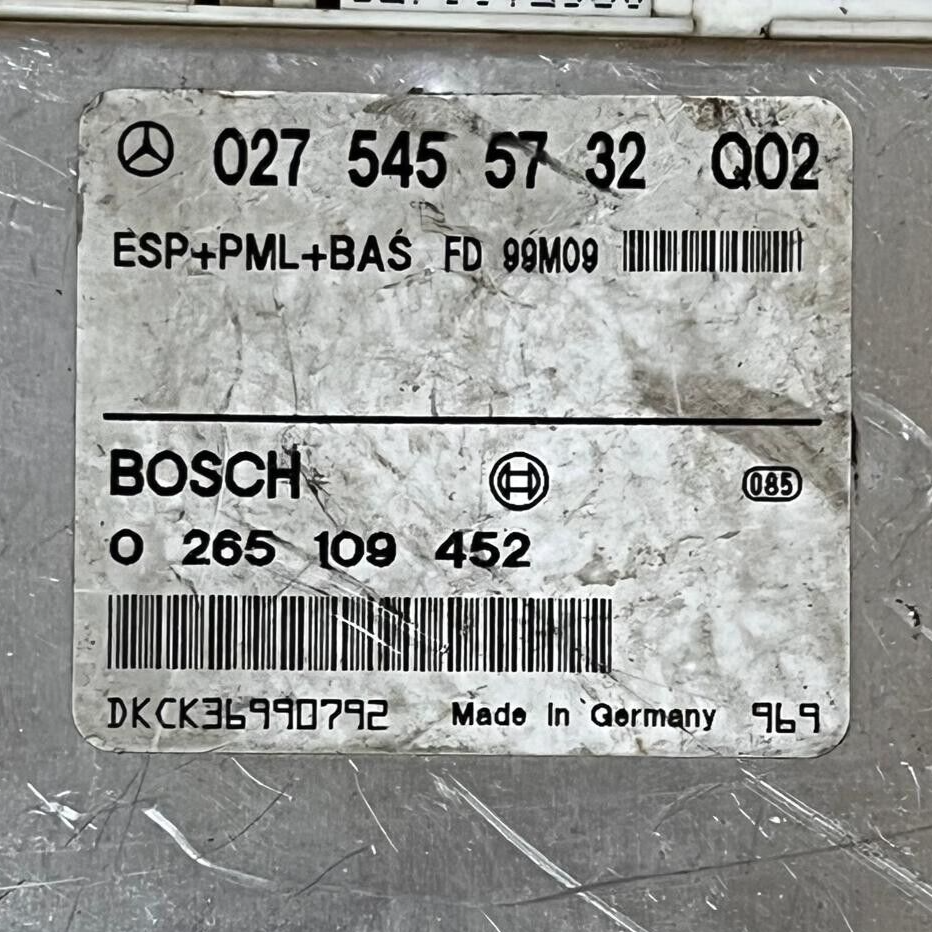 027 545 57 32 Q02
ESP+PML+BAS FD 99M09
BOSCH 085
0 265 109 452
DKCK36990792 Made in Germany 969